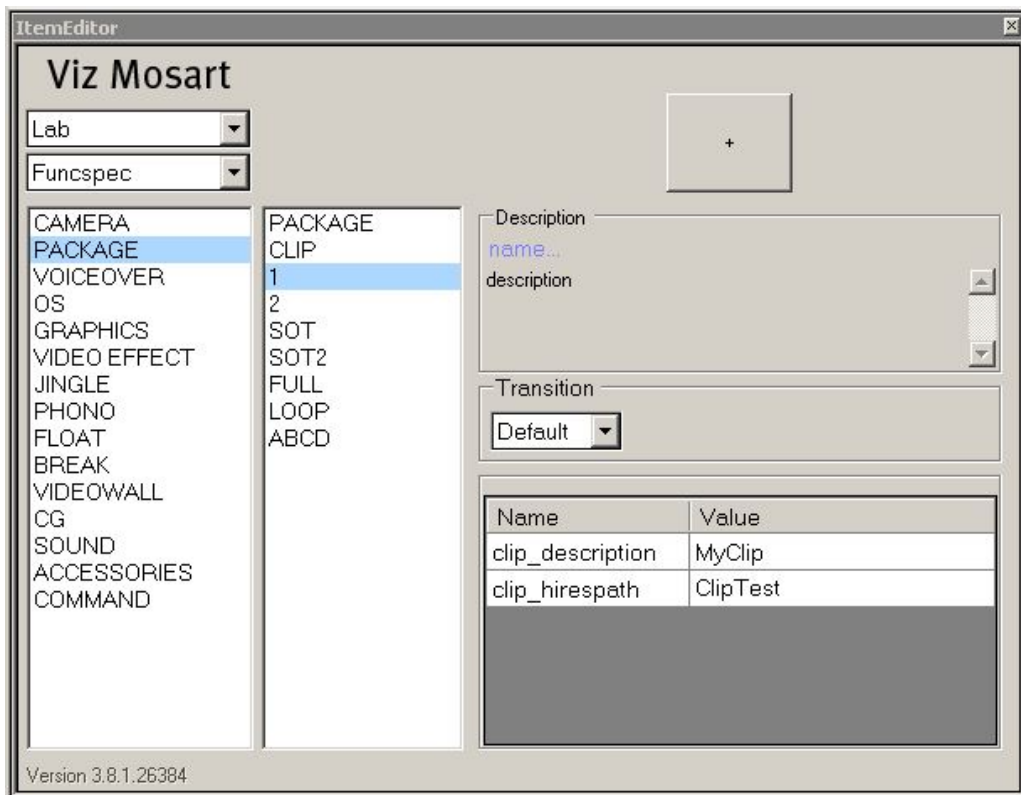 ItemEditor
Viz Mosart
Lab
Funcspec
+
CAMERA
PACKAGE
VOICEOVER
OS
GRAPHICS
VIDEO EFFECT
JINGLE
PHONO
FLOAT
BREAK
VIDEOWALL
CG
SOUND
ACCESSORIES
COMMAND
PACKAGE
CLIP
1
2
SOT
SOT2
FULL
LOOP
ABCD
Description
name...
description
Transition
Default
Name Value
clip_description MyClip
clip_hirespath ClipTest
Version 3.8.1.26384